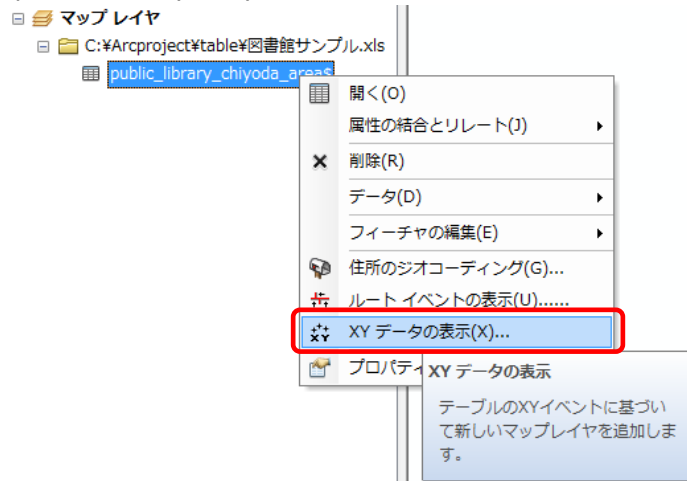 マップ レイヤ
C:¥Arcproject¥table¥図書館サンプル.xls
public_library_chiyoda_area$
開く(O)
属性の結合とリレート(J)
削除(R)
データ(D)
フィーチャの編集(E)
住所のジオコーディング(G)...
ルート イベントの表示(U)......
XY データの表示(X)...
プロパティ
XY データの表示
テーブルのXYイベントに基づい
て新しいマップレイヤを追加しま
す。